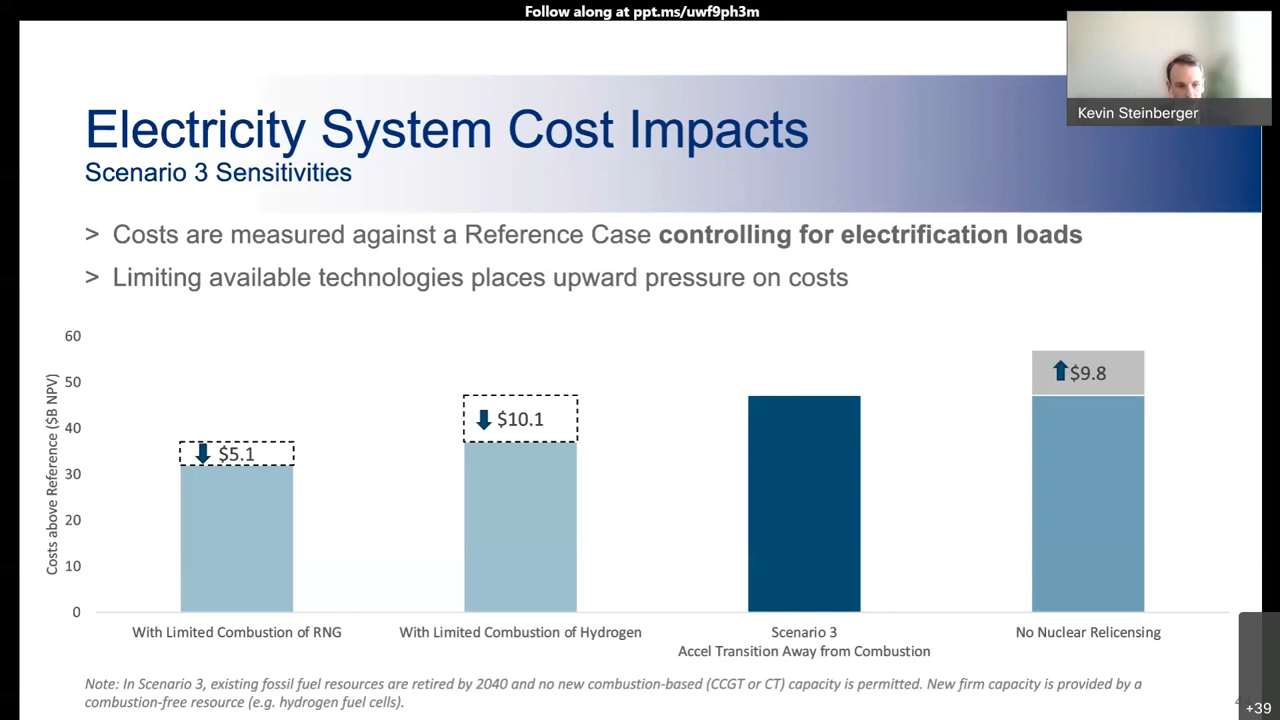 Follow along at ppt.ms/uwf9ph3m
Kevin Steinberger
Electricity System Cost Impacts
Scenario 3 Sensitivities
> Costs are measured against a Reference Case controlling for electrification loads
> Limiting available technologies places upward pressure on costs
Costs above Reference ($B NPV)
60
50
40
30
20
10
0
$5.1
$10.1
$9.8
With Limited Combustion of RNG
With Limited Combustion of Hydrogen
Scenario 3
Accel Transition Away from Combustion
No Nuclear Relicensing
Note: In Scenario 3, existing fossil fuel resources are retired by 2040 and no new combustion-based (CCGT or CT) capacity is permitted. New firm capacity is provided by a
combustion-free resource (e.g. hydrogen fuel cells).
+39